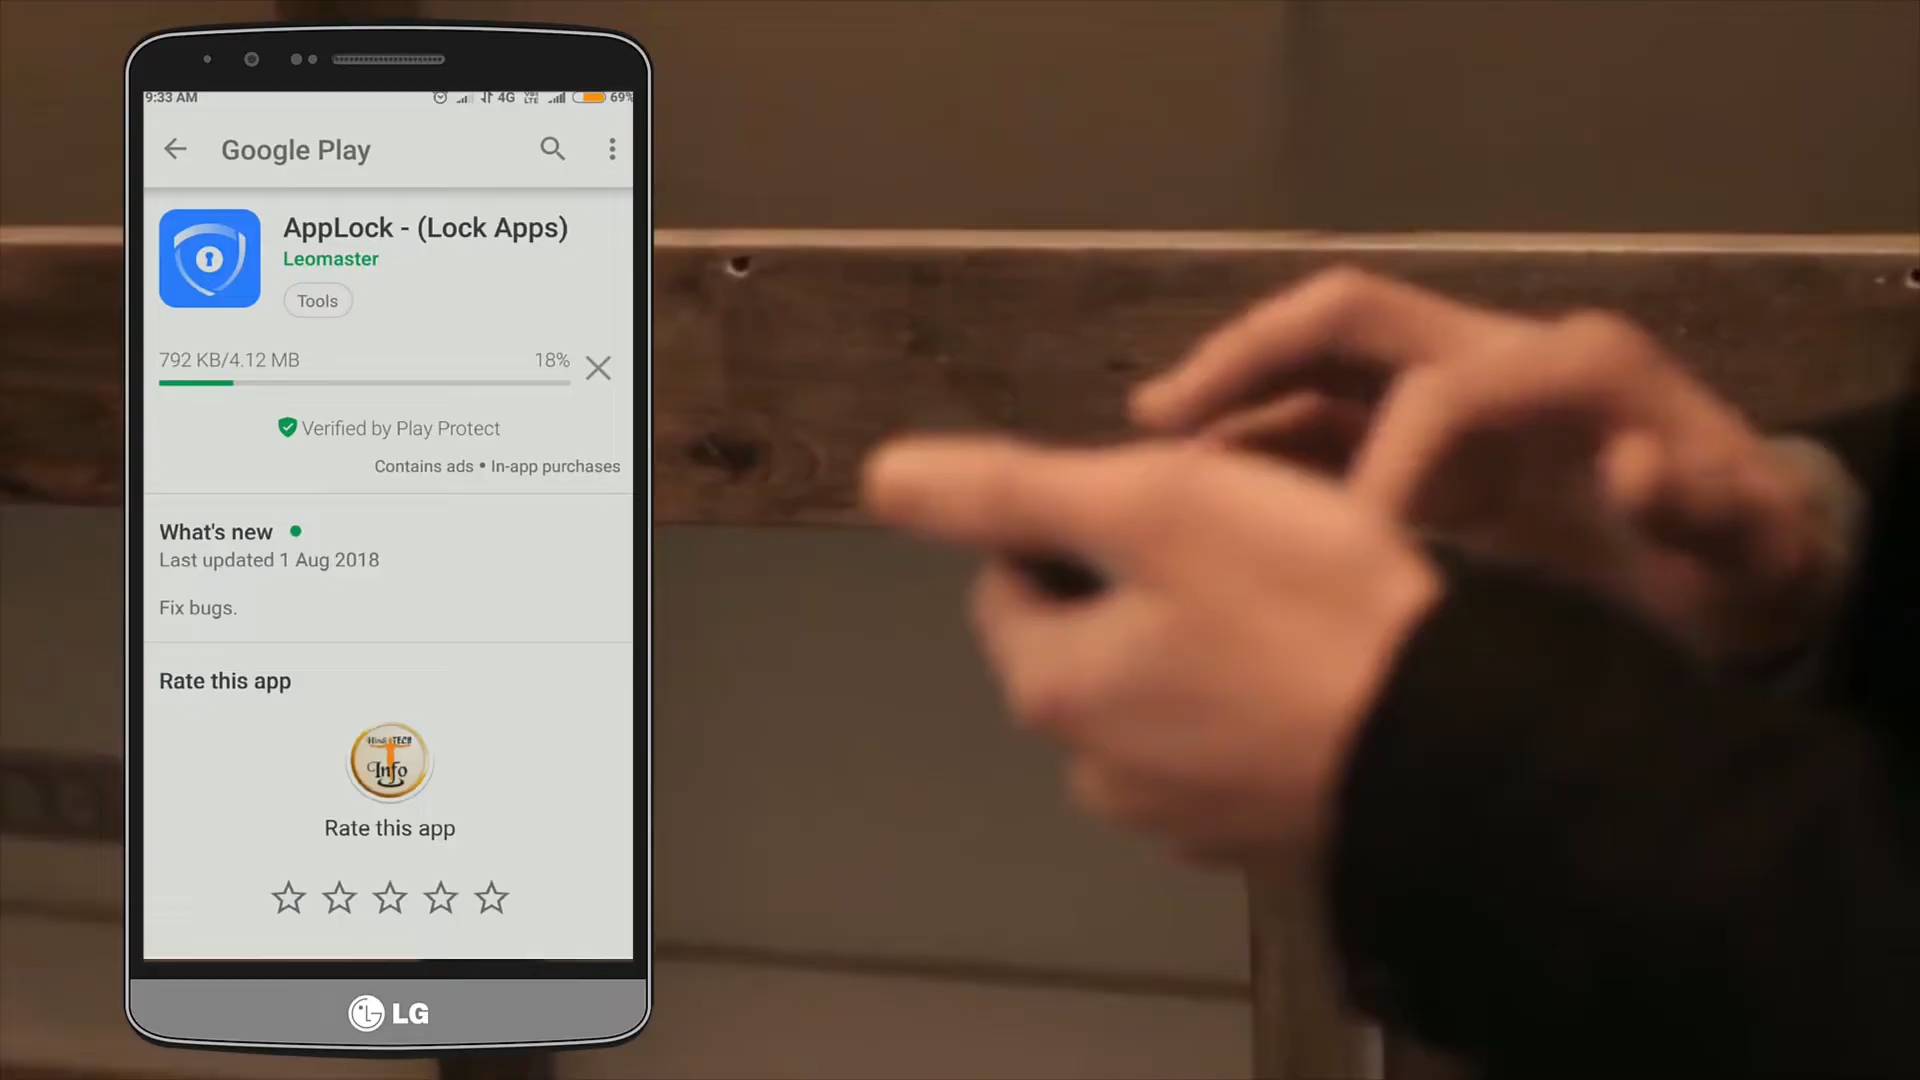 9:33 AM 4G VoLTE 69%
Google Play
AppLock - (Lock Apps)
Leomaster
Tools
792 KB/4.12 MB 18%
Verified by Play Protect
Contains ads • In-app purchases
What's new
Last updated 1 Aug 2018
Fix bugs.
Rate this app
Hindi TECH
Info
Rate this app
LG